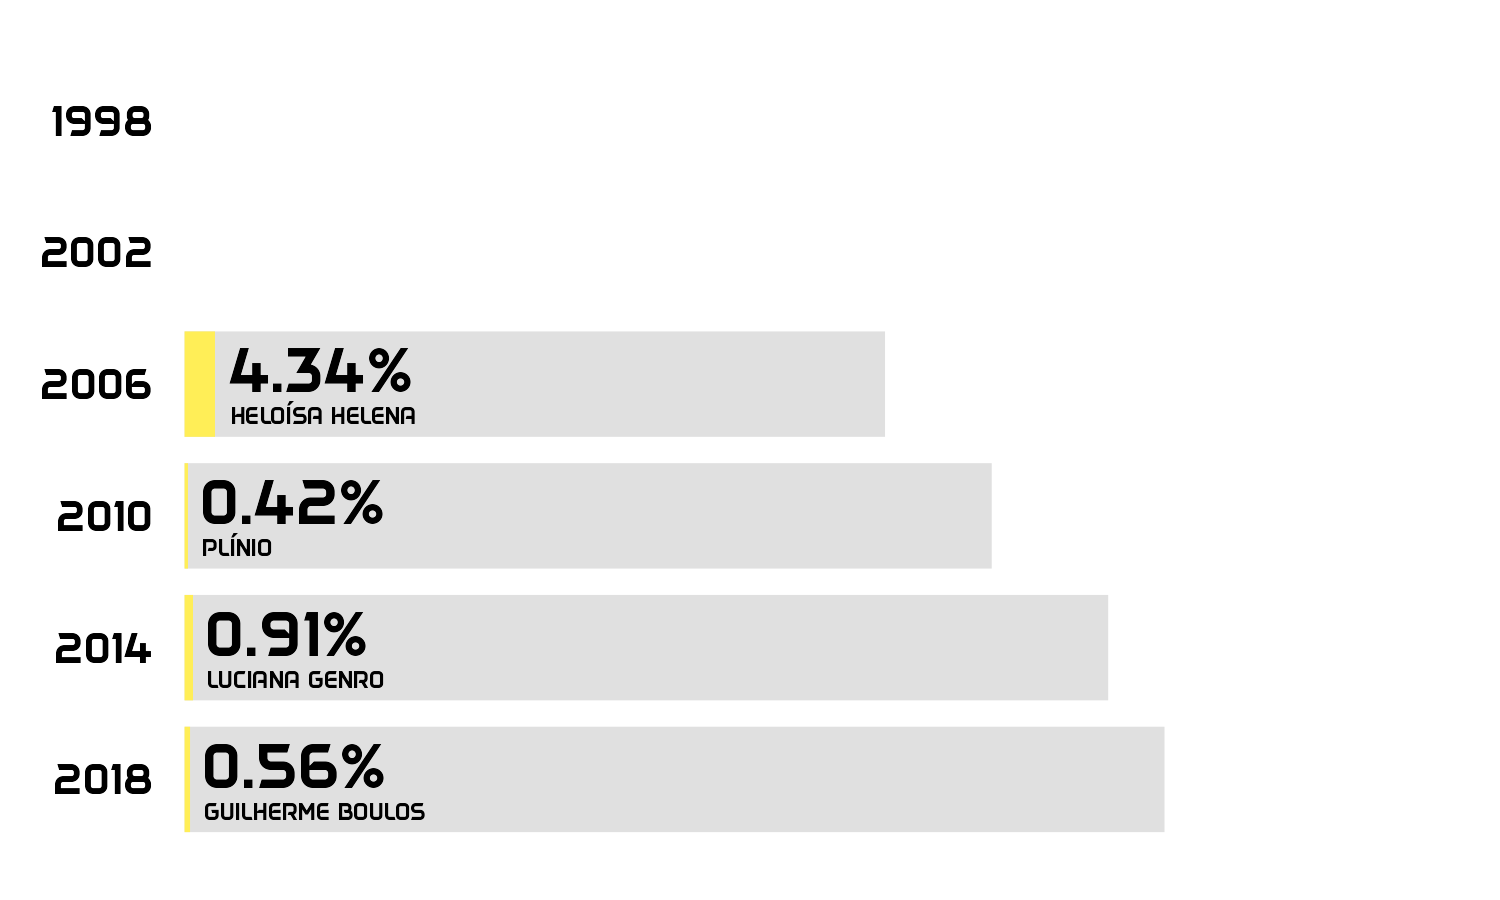 1998
2002
2006
4.34%
HELOÍSA HELENA
2010
0.42%
PLÍNIO
2014
0.91%
LUCIANA GENRO
2018
0.56%
GUILHERME BOULOS